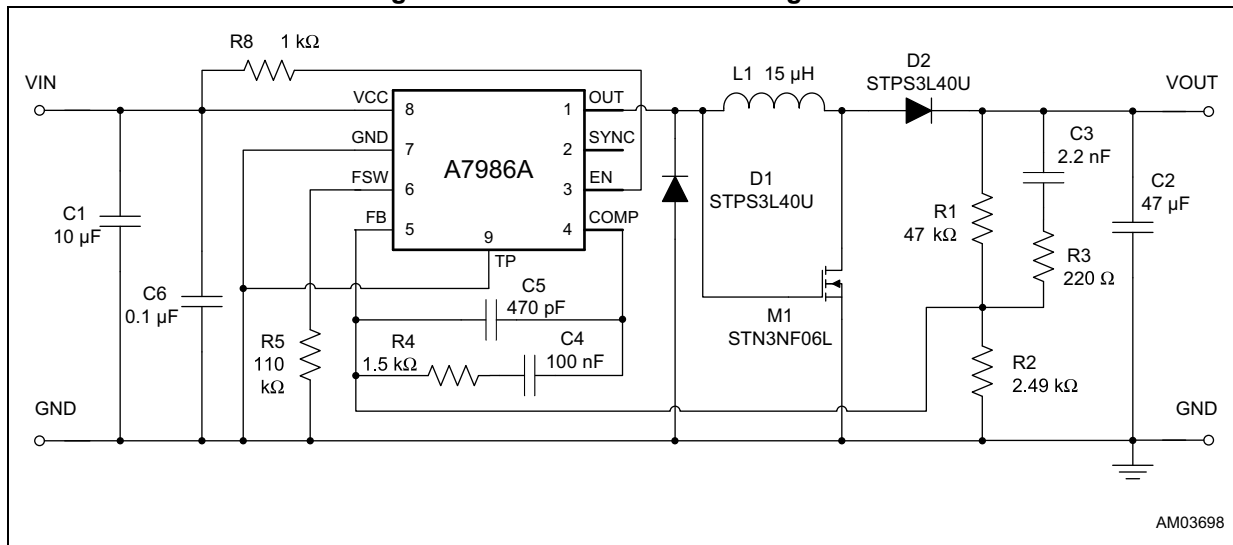 R8 1 kΩ
VIN
VCC
8
GND
7
FSW
6
FB
5
A7986A
9
TP
1
OUT
2
SYNC
3
EN
4
COMP
L1 15 µH
D2
STPS3L40U
VOUT
D1
STPS3L40U
C3
2.2 nF
C2
47 µF
R1
47 kΩ
R3
220 Ω
C1
10 µF
C6
0.1 µF
R5
110
kΩ
C5
470 pF
R4
1.5 kΩ
C4
100 nF
M1
STN3NF06L
R2
2.49 kΩ
GND
GND
AM03698